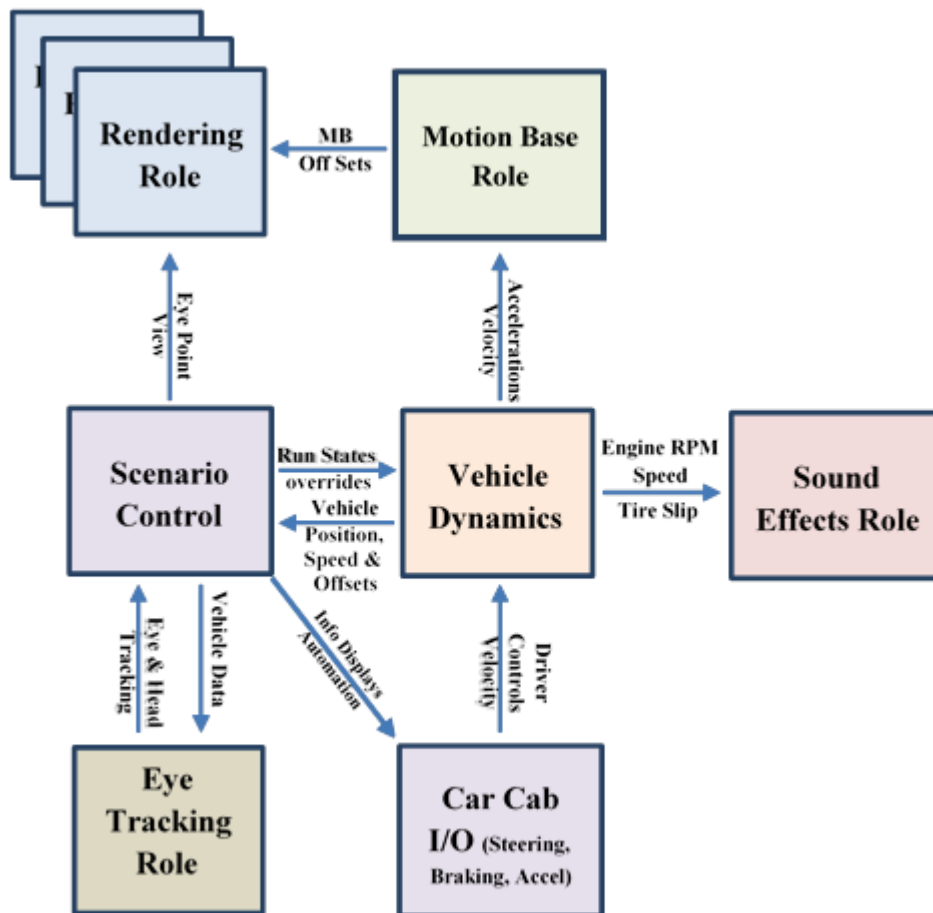 Rendering
Role
MB
Off Sets
Motion Base
Role
Eye Point
View
Accelerations
Velocity
Scenario
Control
Run States
overrides
Vehicle
Position,
Speed &
Offsets
Vehicle
Dynamics
Engine RPM
Speed
Tire Slip
Sound
Effects Role
Eye & Head
Tracking
Vehicle Data
Info Displays
Automation
Driver
Controls
Velocity
Eye
Tracking
Role
Car Cab
I/O (Steering,
Braking, Accel)